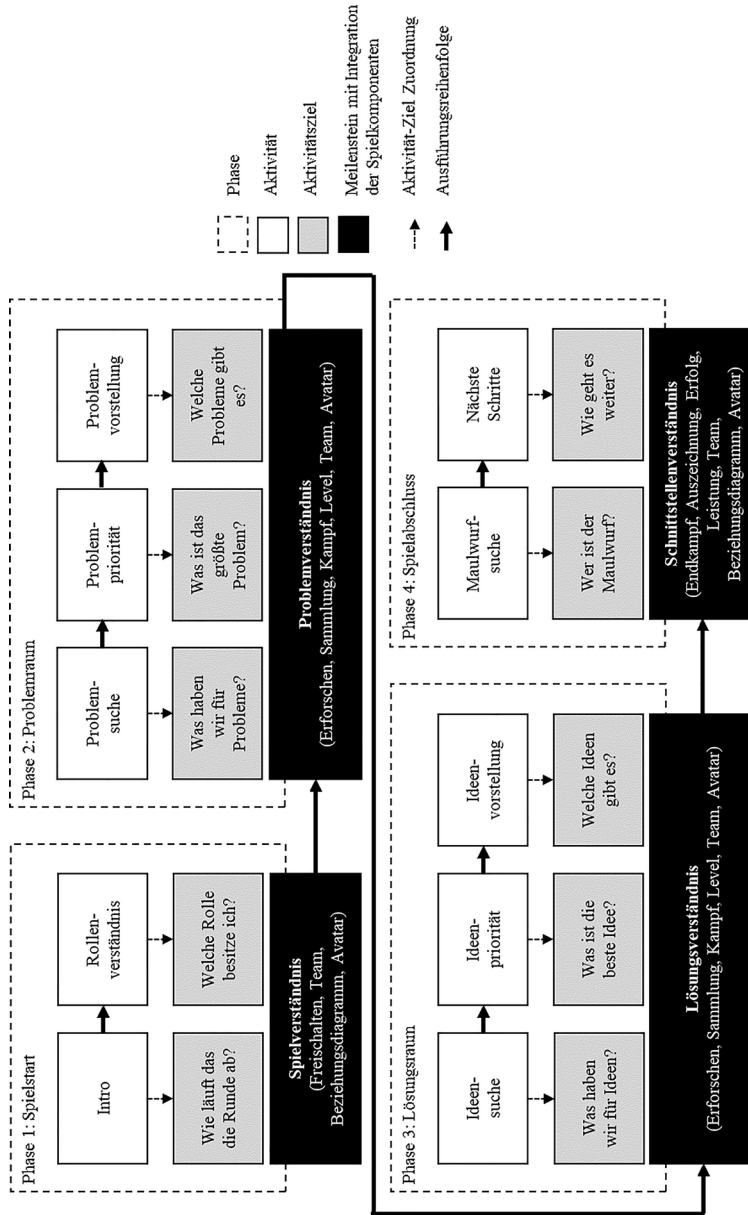 Phase 1: Spielstart
Intro
Rollen-
verständnis
Wie läuft das
die Runde ab?
Welche Rolle
besitze ich?
Spielverständnis
(Freischalten, Team,
Beziehungsdiagramm, Avatar)
Phase 2: Problemraum
Problem-
suche
Problem-
priorität
Problem-
vorstellung
Was haben
wir für
Probleme?
Was ist das
größte
Problem?
Welche
Probleme gibt
es?
Problemverständnis
(Erforschen, Sammlung, Kampf, Level, Team, Avatar)
Phase 3: Lösungsraum
Ideen-
suche
Ideen-
priorität
Ideen-
vorstellung
Was haben
wir für Ideen?
Was ist die
beste Idee?
Welche Ideen
gibt es?
Lösungsverständnis
(Erforschen, Sammlung, Kampf, Level, Team, Avatar)
Phase 4: Spielabschluss
Maulwurf-
suche
Nächste
Schritte
Wer ist der
Maulwurf?
Wie geht es
weiter?
Schnittstellenverständnis
(Endkampf, Auszeichnung, Erfolg,
Leistung, Team,
Beziehungsdiagramm, Avatar)
Phase
Aktivität
Aktivitätsziel
Meilenstein mit Integration
der Spielkomponenten
Aktivität-Ziel Zuordnung
Ausführungsreihenfolge